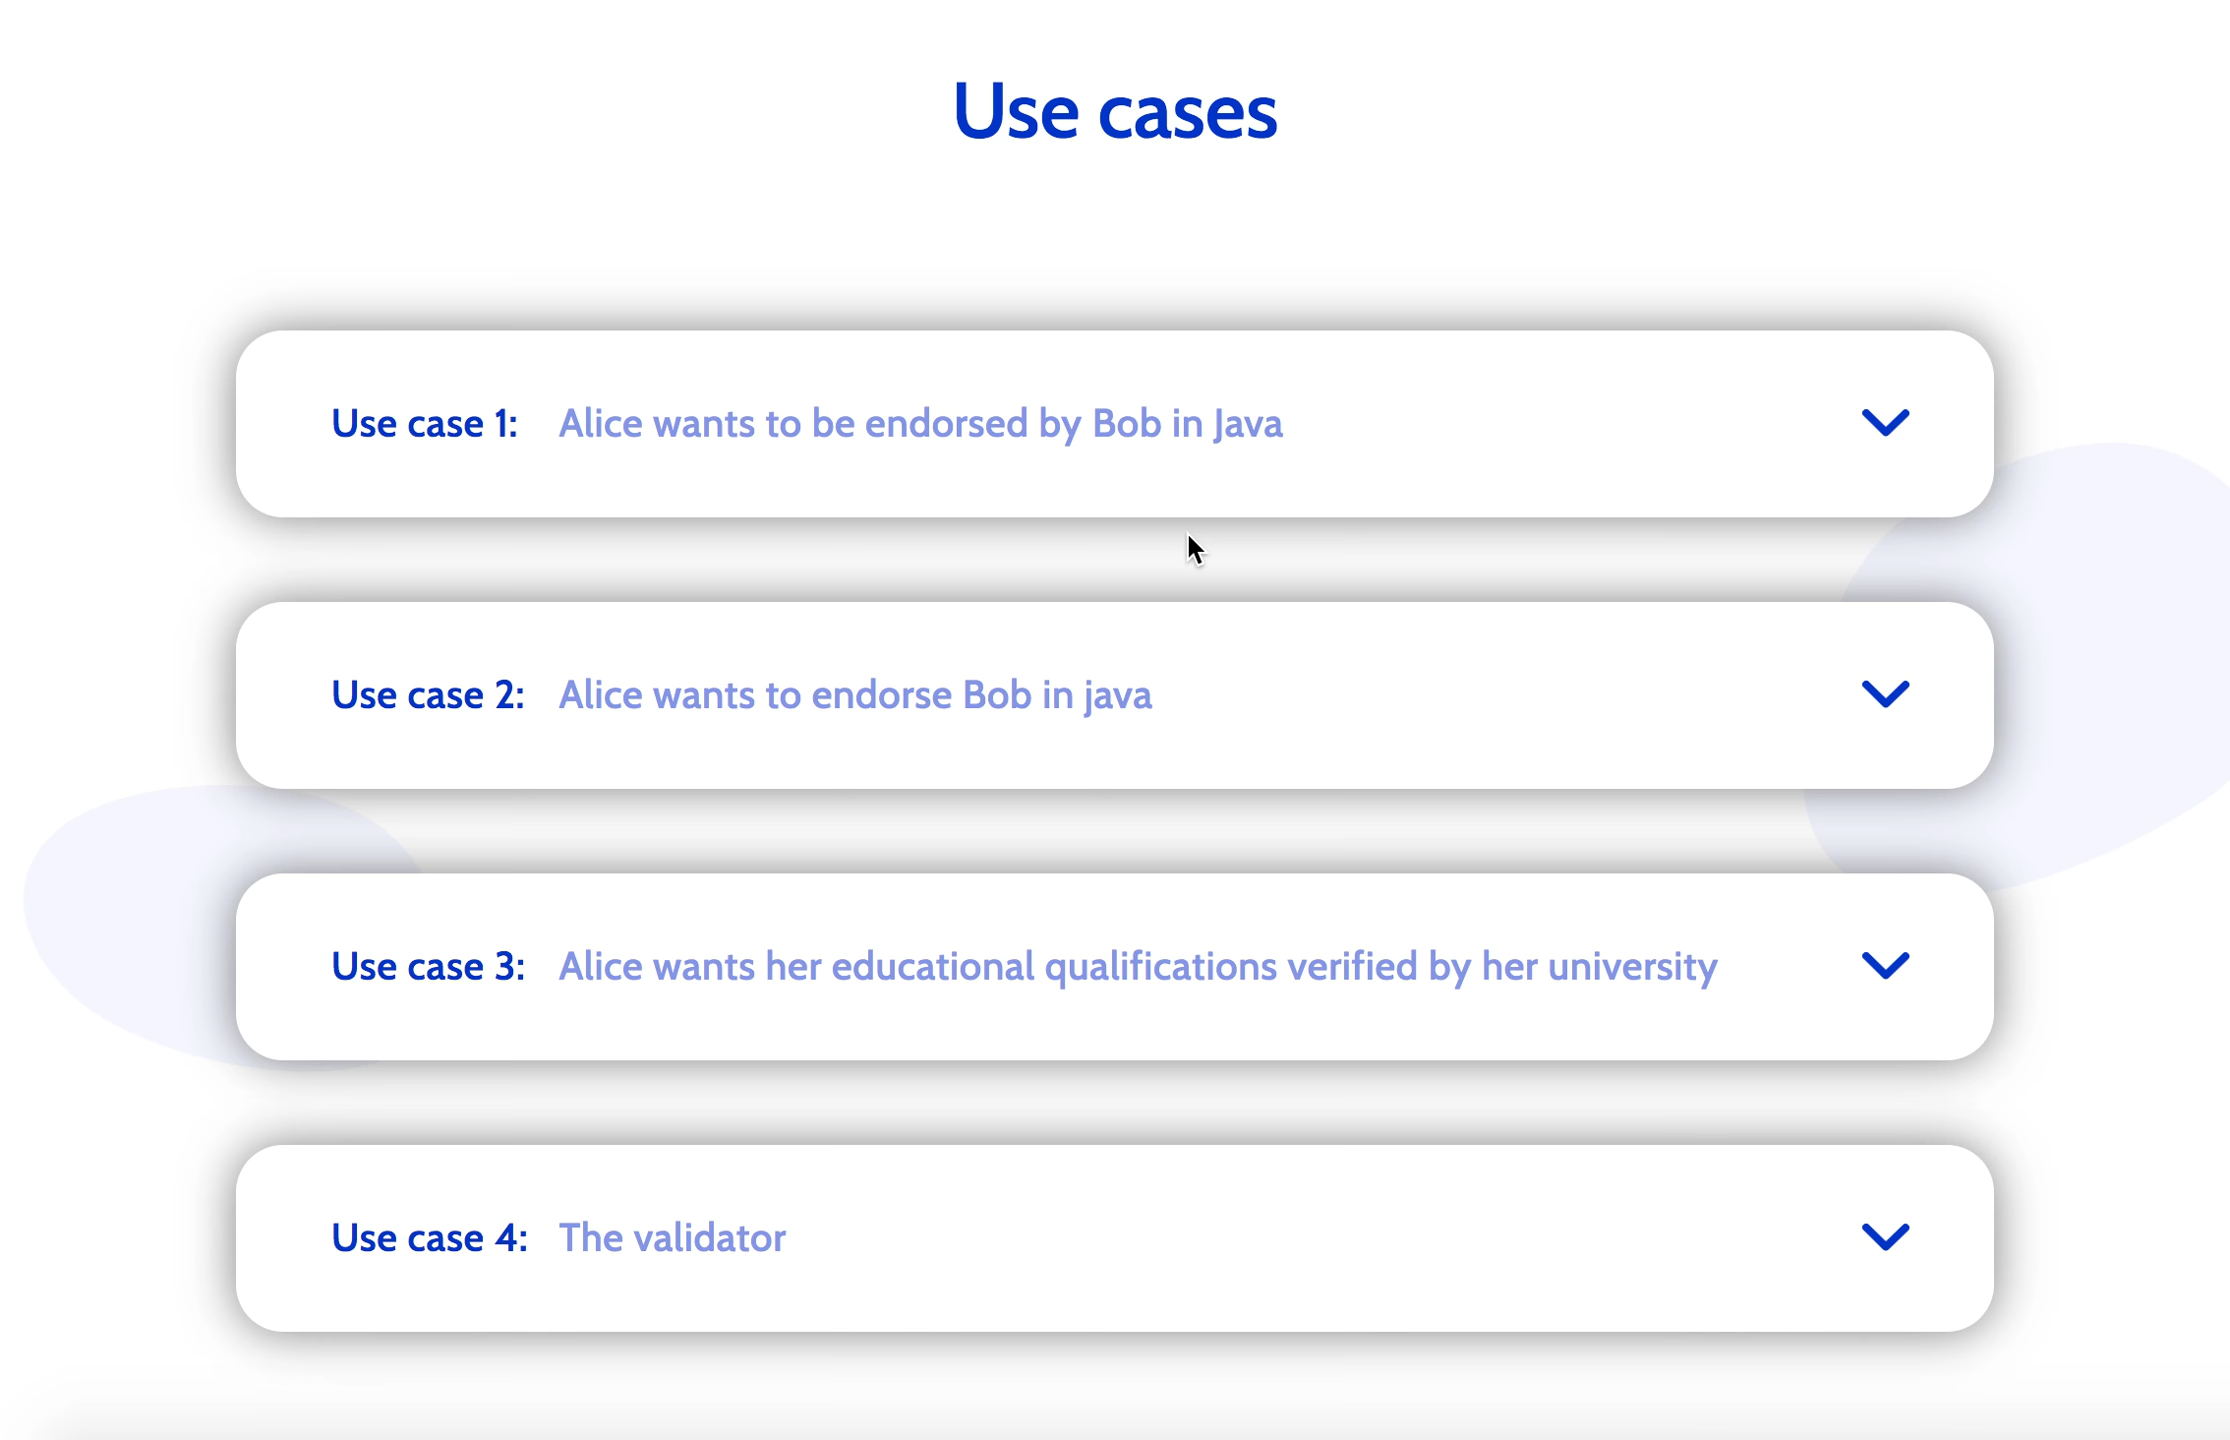 Use cases
Use case 1: Alice wants to be endorsed by Bob in Java
Use case 2: Alice wants to endorse Bob in java
Use case 3: Alice wants her educational qualifications verified by her university
Use case 4: The validator